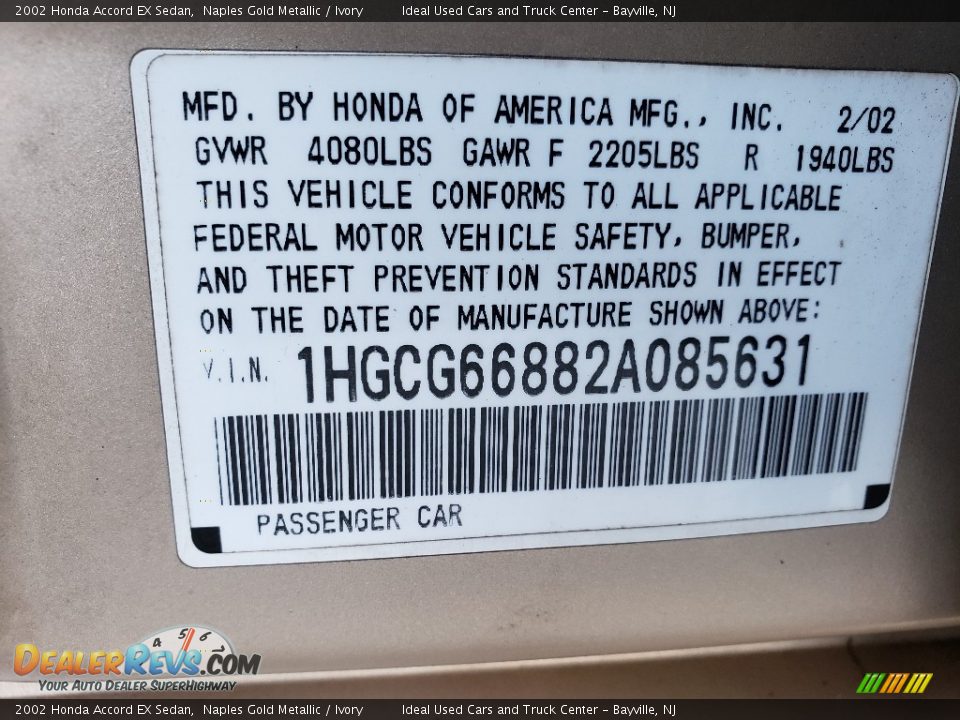 2002 Honda Accord EX Sedan, Naples Gold Metallic / Ivory Ideal Used Cars and Truck Center - Bayville, NJ
MFD. BY HONDA OF AMERICA MFG., INC. 2/02
GVWR 4080LBS GAWR F 2205LBS R 1940LBS
THIS VEHICLE CONFORMS TO ALL APPLICABLE
FEDERAL MOTOR VEHICLE SAFETY, BUMPER,
AND THEFT PREVENTION STANDARDS IN EFFECT
ON THE DATE OF MANUFACTURE SHOWN ABOVE:
V.I.N. 1HGCG66882A085631
PASSENGER CAR
4 5 6 7
DEALERREVS.COM
YOUR AUTO DEALER SUPERHIGHWAY
2002 Honda Accord EX Sedan, Naples Gold Metallic / Ivory Ideal Used Cars and Truck Center - Bayville, NJ